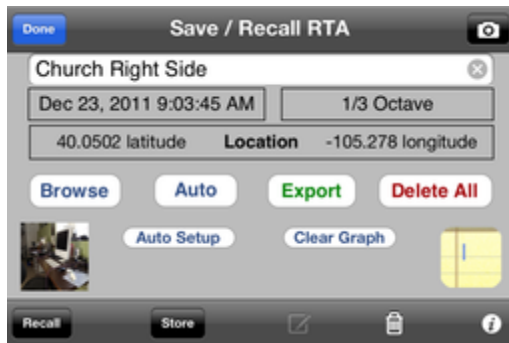 Done Save / Recall RTA
Church Right Side
Dec 23, 2011 9:03:45 AM 1/3 Octave
40.0502 latitude Location -105.278 longitude
Browse Auto Export Delete All
Auto Setup Clear Graph
Recall Store